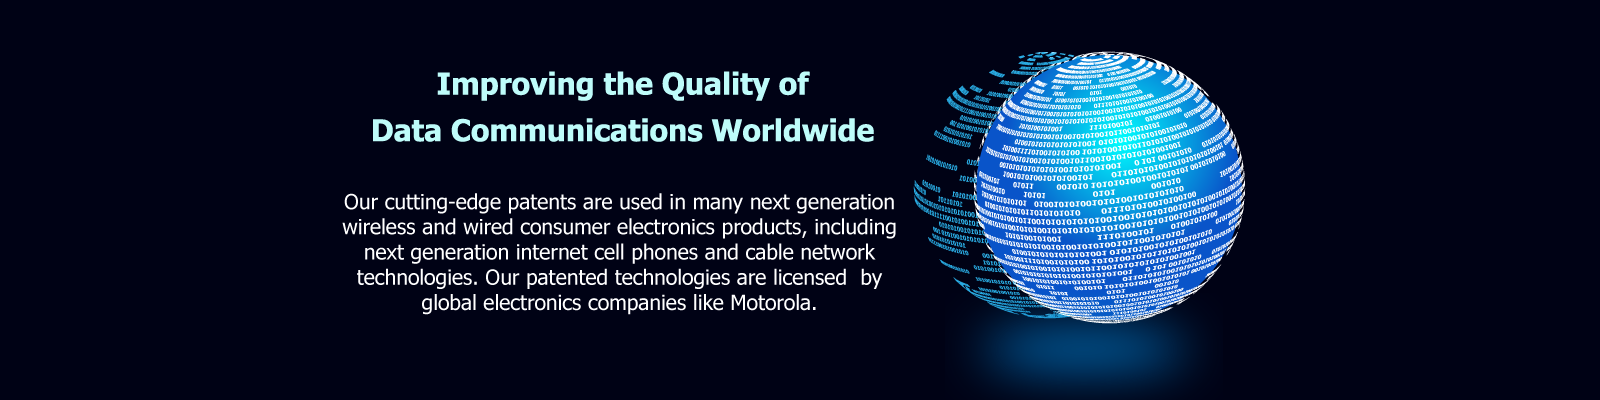 Improving the Quality of
Data Communications Worldwide
Our cutting-edge patents are used in many next generation
wireless and wired consumer electronics products, including
next generation internet cell phones and cable network
technologies. Our patented technologies are licensed  by
global electronics companies like Motorola.